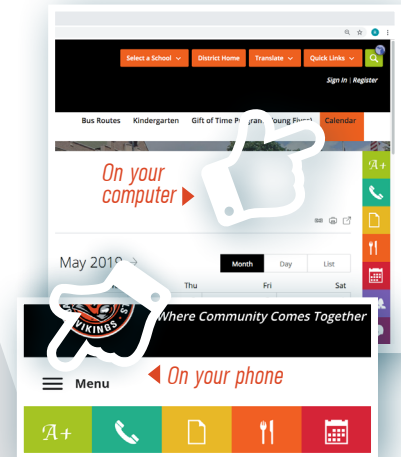 Select a School District Home Translate Quick Links
Sign In | Register
Bus Routes Kindergarten Gift of Time Calendar
On your
computer
A+
May 2019
Month Day List
Thu Fri Sat
VIKINGS
Where Community Comes Together
Menu
On your phone
A+